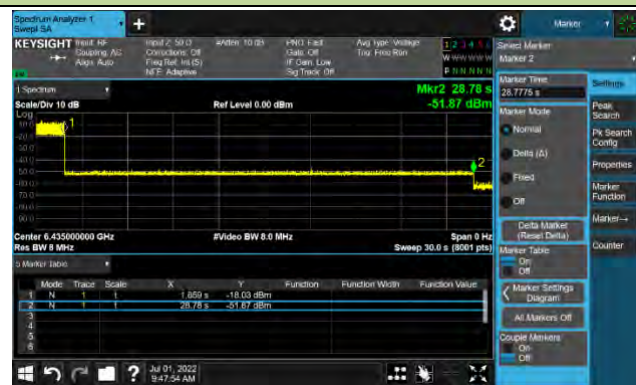 Spectrum Analyzer 1
Swept SA
+
Marker
KEYSIGHT
Input: RF
Coupling: AC
Align: Auto
Input Z: 50 Ω
Corrections: Off
Freq Ref: Int (S)
NFE: Adaptive
#Atten: 10 dB
PNO: Fast
Gate: Off
IF Gain: Low
Sig Track: Off
Avg Type: Voltage
Trig: Free Run
1 2 3 4 5 6
W W W W W W
P N N N N N
Select Marker
Marker 2
1 Spectrum
Scale/Div 10 dB
Ref Level 0.00 dBm
Mkr2 28.78 s
-51.87 dBm
Log
1
2
Center 6.435000000 GHz
Res BW 8 MHz
#Video BW 8.0 MHz
Span 0 Hz
Sweep 30.0 s (8001 pts)
5 Marker Table
Mode Trace Scale X Y Function Function Width Function Value
1 N 1 1 1.859 s -18.03 dBm
2 N 1 1 28.78 s -51.87 dBm
3
4
5
6
Marker Time
28.7775 s
Marker Mode
Normal
Delta (Δ)
Fixed
Off
Delta Marker
(Reset Delta)
Marker Table
On
Off
Marker Settings
Diagram
All Markers Off
Couple Markers
On
Off
Settings
Peak
Search
Pk Search
Config
Properties
Marker
Function
Marker→
Counter
?
Jul 01, 2022
9:47:54 AM